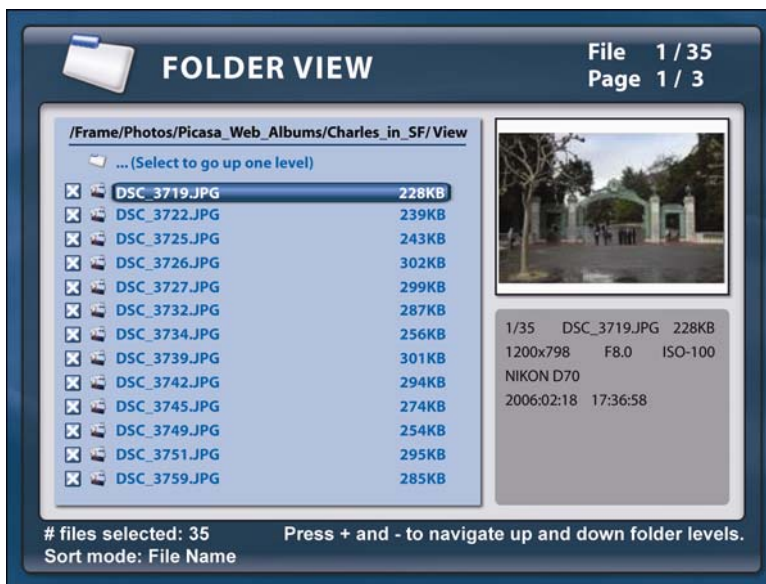 FOLDER VIEW
File 1 / 35
Page 1 / 3
/Frame/Photos/Picasa_Web_Albums/Charles_in_SF/ View
... (Select to go up one level)
DSC_3719.JPG 228KB
DSC_3722.JPG 239KB
DSC_3725.JPG 243KB
DSC_3726.JPG 302KB
DSC_3727.JPG 299KB
DSC_3732.JPG 287KB
DSC_3734.JPG 256KB
DSC_3739.JPG 301KB
DSC_3742.JPG 294KB
DSC_3745.JPG 274KB
DSC_3749.JPG 254KB
DSC_3751.JPG 295KB
DSC_3759.JPG 285KB
1/35 DSC_3719.JPG 228KB
1200x798 F8.0 ISO-100
NIKON D70
2006:02:18 17:36:58
# files selected: 35
Press + and - to navigate up and down folder levels.
Sort mode: File Name